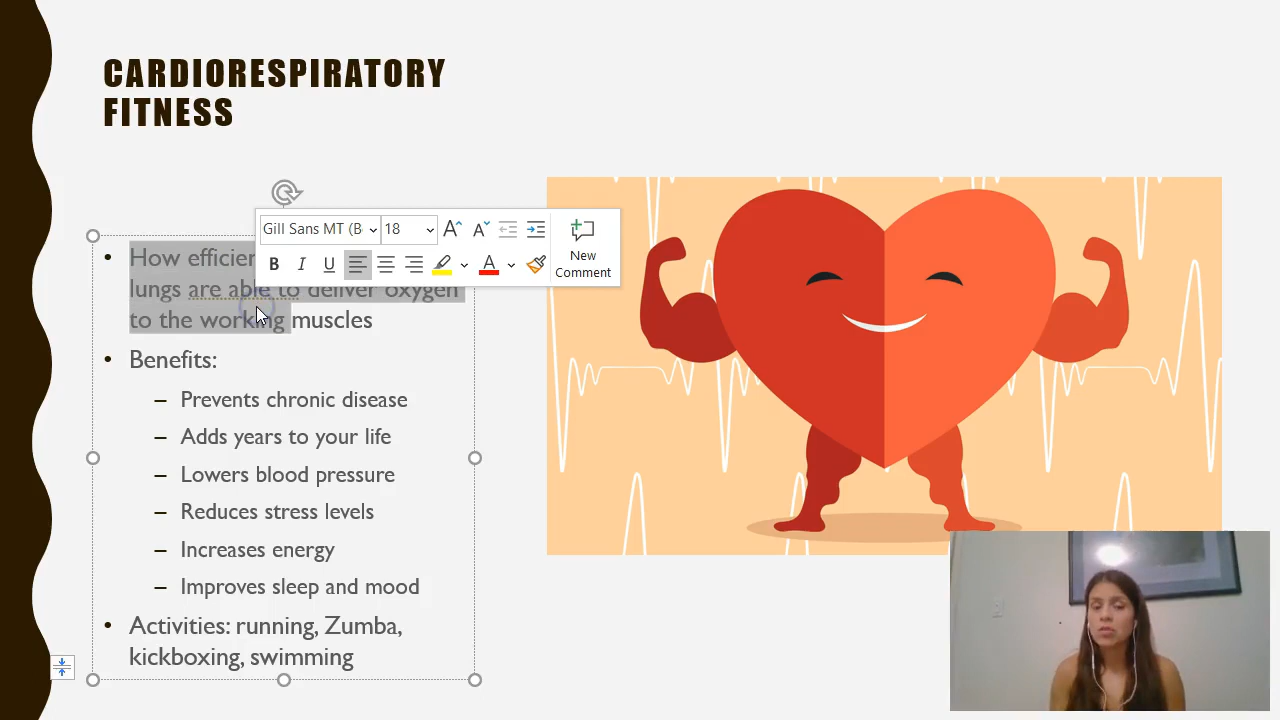 CARDIORESPIRATORY
FITNESS
Gill Sans MT (B
18
New
Comment
• How efficien
lungs are able to deliver oxygen
to the working muscles
• Benefits:
– Prevents chronic disease
– Adds years to your life
– Lowers blood pressure
– Reduces stress levels
– Increases energy
– Improves sleep and mood
• Activities: running, Zumba,
kickboxing, swimming